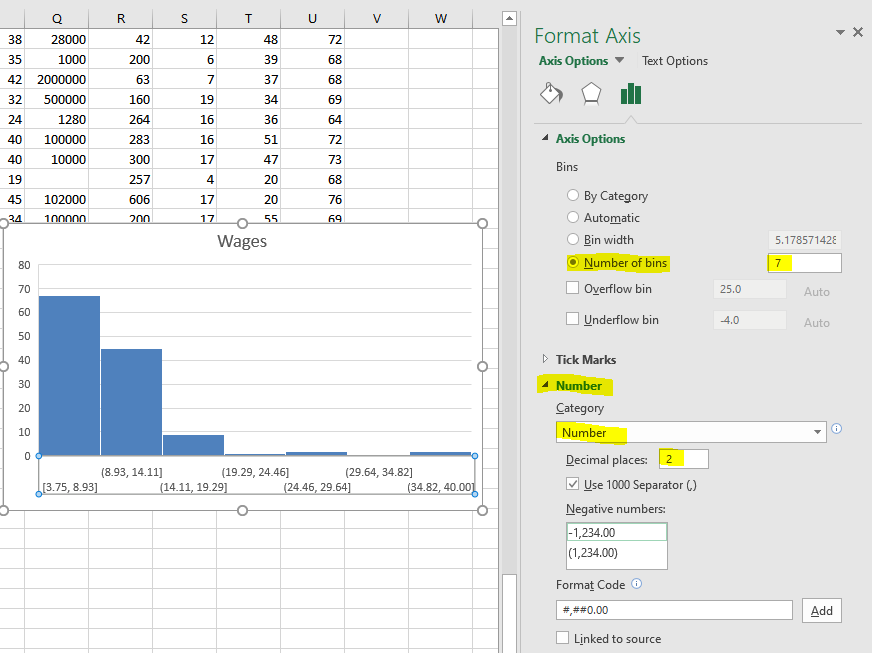 Q R S T U V W
38 28000 42 12 48 72
35 1000 200 6 39 68
42 2000000 63 7 37 68
32 500000 160 19 34 69
24 1280 264 16 36 64
40 100000 283 16 51 72
40 10000 300 17 47 73
19 257 4 20 68
45 102000 606 17 20 76
34 100000 200 17 55 69
Wages
80
70
60
50
40
30
20
10
0
(8.93, 14.11] (19.29, 24.46] (29.64, 34.82]
[3.75, 8.93] (14.11, 19.29] (24.46, 29.64] (34.82, 40.00]
Format Axis
Axis Options Text Options
Axis Options
Bins
By Category
Automatic
Bin width 5.178571428
Number of bins 7
Overflow bin 25.0 Auto
Underflow bin -4.0 Auto
Tick Marks
Number
Category
Number
Decimal places: 2
Use 1000 Separator (,)
Negative numbers:
-1,234.00
(1,234.00)
Format Code
#,##0.00 Add
Linked to source